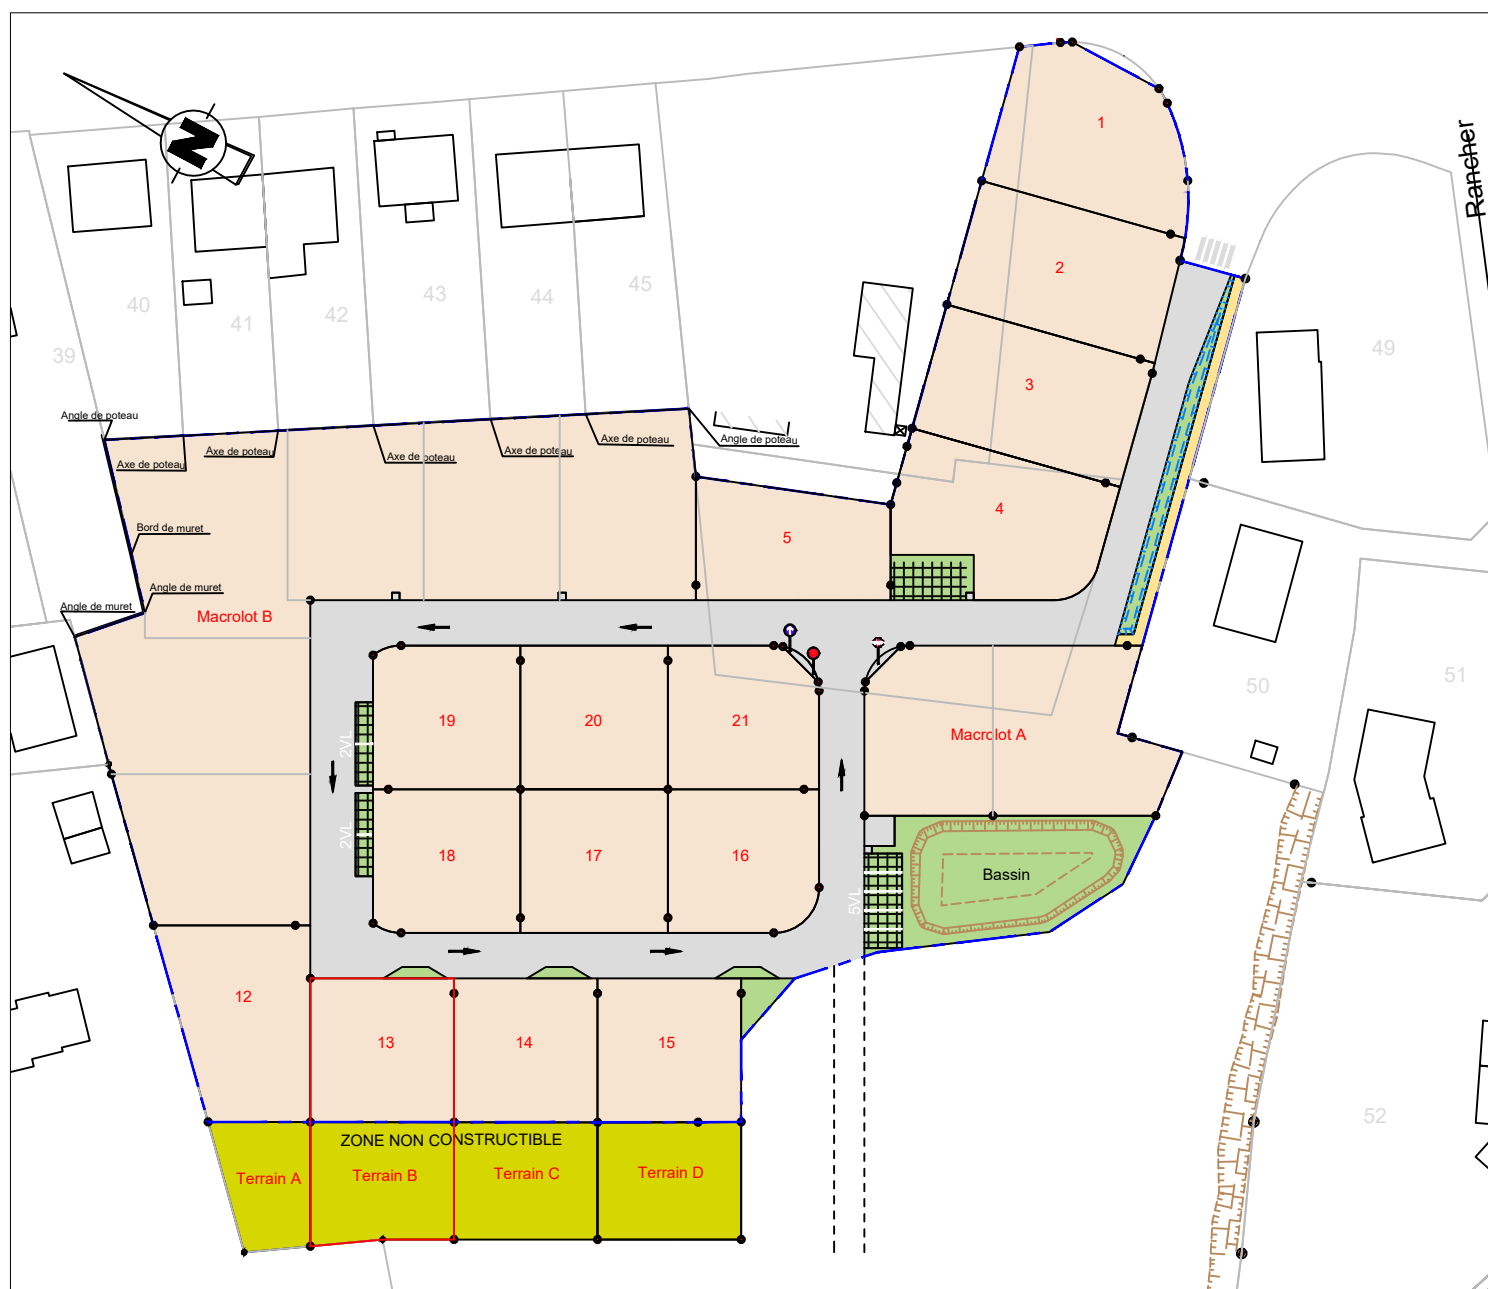 1
Rancher
N
2
40
41
42
43
44
45
39
49
3
Angle de poteau
Axe de poteau
Axe de poteau
Axe de poteau
Axe de poteau
Axe de poteau
Angle de poteau
4
5
Bord de muret
Angle de muret
Angle de muret
Macrolot B
50
51
19
20
21
Macrolot A
2VL
2VL
18
17
16
Bassin
5VL
12
13
14
15
52
ZONE NON CONSTRUCTIBLE
Terrain A
Terrain B
Terrain C
Terrain D